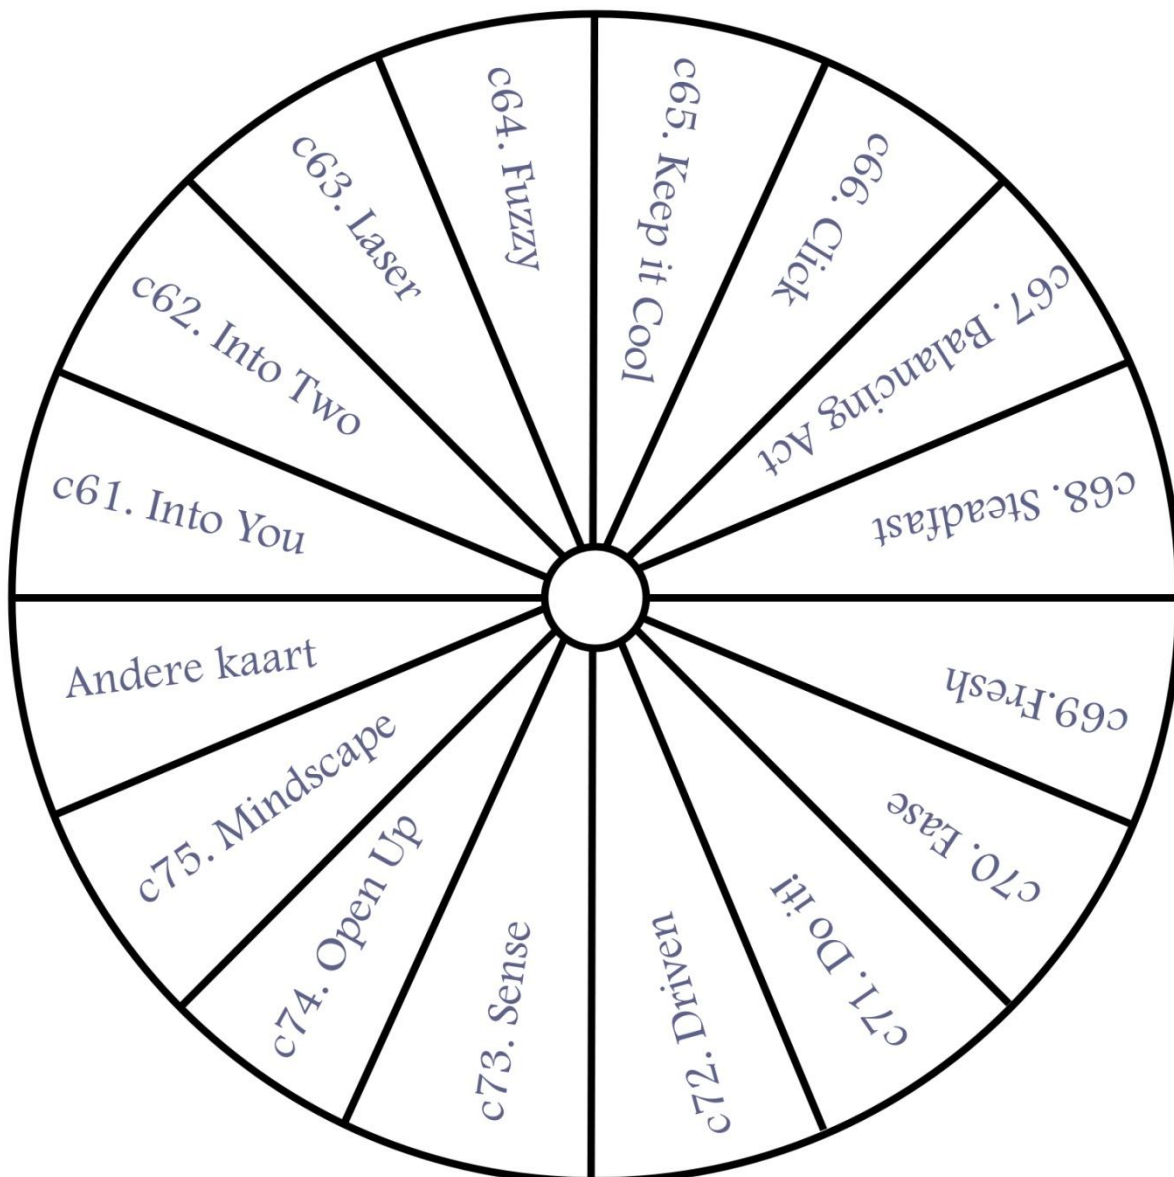 c61. Into You
c62. Into Two
c63. Laser
c64. Fuzzy
c65. Keep it Cool
c66. Click
c67. Balancing Act
c68. Steadfast
c69.Fresh
c70. Ease
c71. Do it!
c72. Driven
c73. Sense
c74. Open Up
c75. Mindscape
Andere kaart